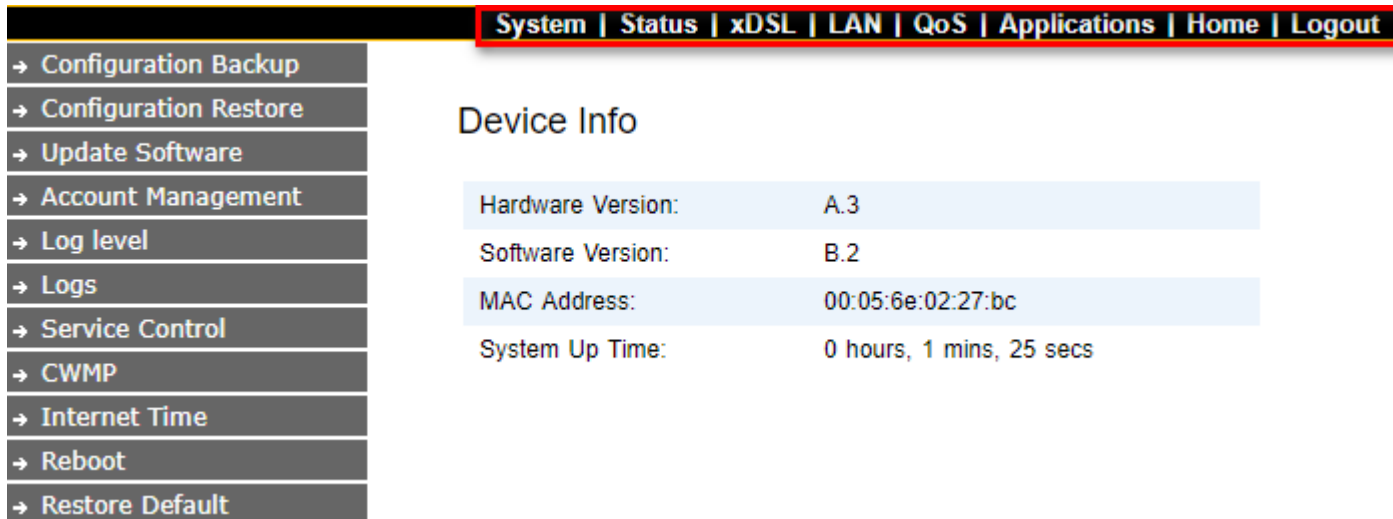 System | Status | xDSL | LAN | QoS | Applications | Home | Logout
Configuration Backup
Configuration Restore
Update Software
Account Management
Log level
Logs
Service Control
CWMP
Internet Time
Reboot
Restore Default
Device Info
Hardware Version: A.3
Software Version: B.2
MAC Address: 00:05:6e:02:27:bc
System Up Time: 0 hours, 1 mins, 25 secs